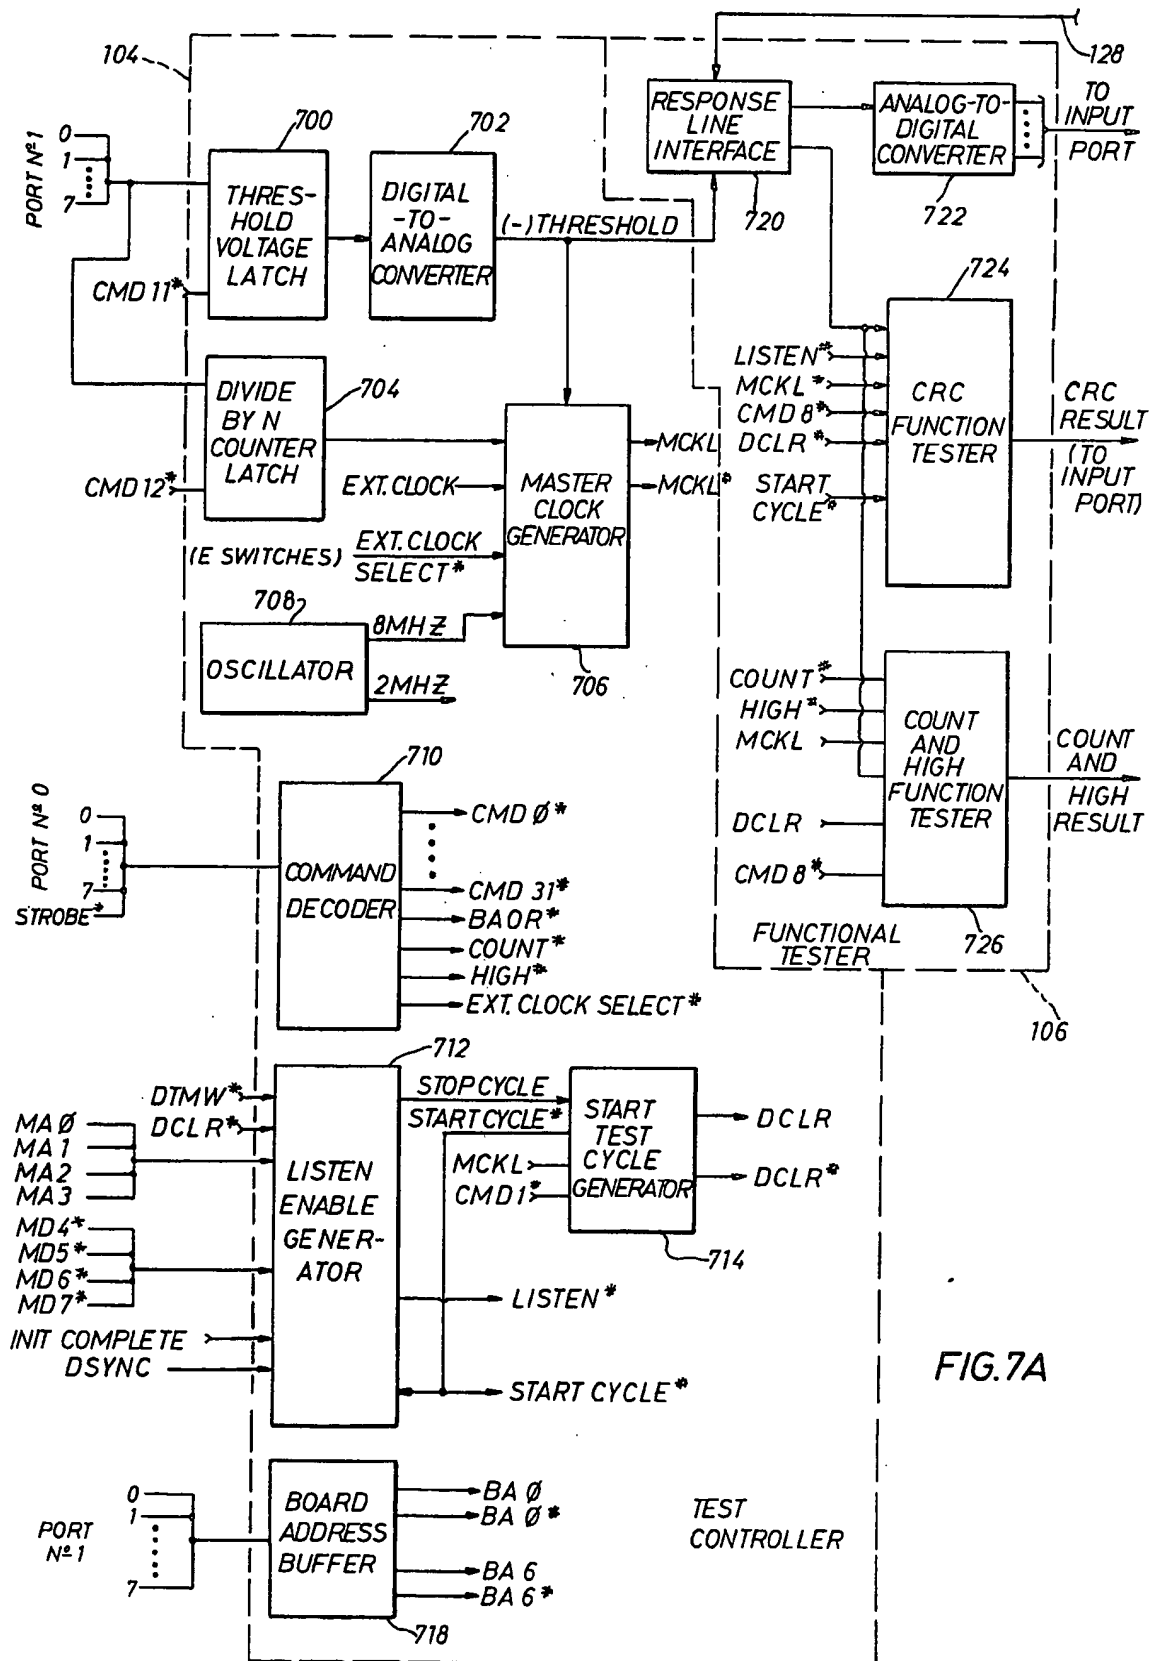 104
128
PORT Nº1
0
1
7
700
THRES-
HOLD
VOLTAGE
LATCH
CMD 11*
702
DIGITAL
-TO-
ANALOG
CONVERTER
(-) THRESHOLD
RESPONSE
LINE
INTERFACE
720
ANALOG-TO-
DIGITAL
CONVERTER
722
TO
INPUT
PORT
DIVIDE
BY N
COUNTER
LATCH
704
CMD 12*
EXT. CLOCK
(E SWITCHES)
EXT. CLOCK
SELECT*
MASTER
CLOCK
GENERATOR
706
MCKL
MCKL*
708
OSCILLATOR
8MHZ
2MHZ
724
LISTEN*
MCKL*
CMD 8*
DCLR*
START
CYCLE*
CRC
FUNCTION
TESTER
CRC
RESULT
(TO
INPUT
PORT)
COUNT*
HIGH*
MCKL
DCLR
CMD 8*
COUNT
AND
HIGH
FUNCTION
TESTER
726
COUNT
AND
HIGH
RESULT
FUNCTIONAL
TESTER
106
PORT Nº 0
0
1
7
STROBE*
710
COMMAND
DECODER
CMD Ø*
CMD 31*
BAOR*
COUNT*
HIGH*
EXT. CLOCK SELECT*
712
DTMW*
DCLR*
MA Ø
MA 1
MA 2
MA 3
MD 4*
MD5*
MD 6*
MD 7*
INIT COMPLETE
DSYNC
LISTEN
ENABLE
GENER-
ATOR
STOP CYCLE
START CYCLE*
MCKL
CMD 1*
START
TEST
CYCLE
GENERATOR
714
DCLR
DCLR*
LISTEN*
START CYCLE*
FIG.7A
PORT
Nº1
0
1
7
BOARD
ADDRESS
BUFFER
718
BA Ø
BA Ø*
BA 6
BA 6*
TEST
CONTROLLER